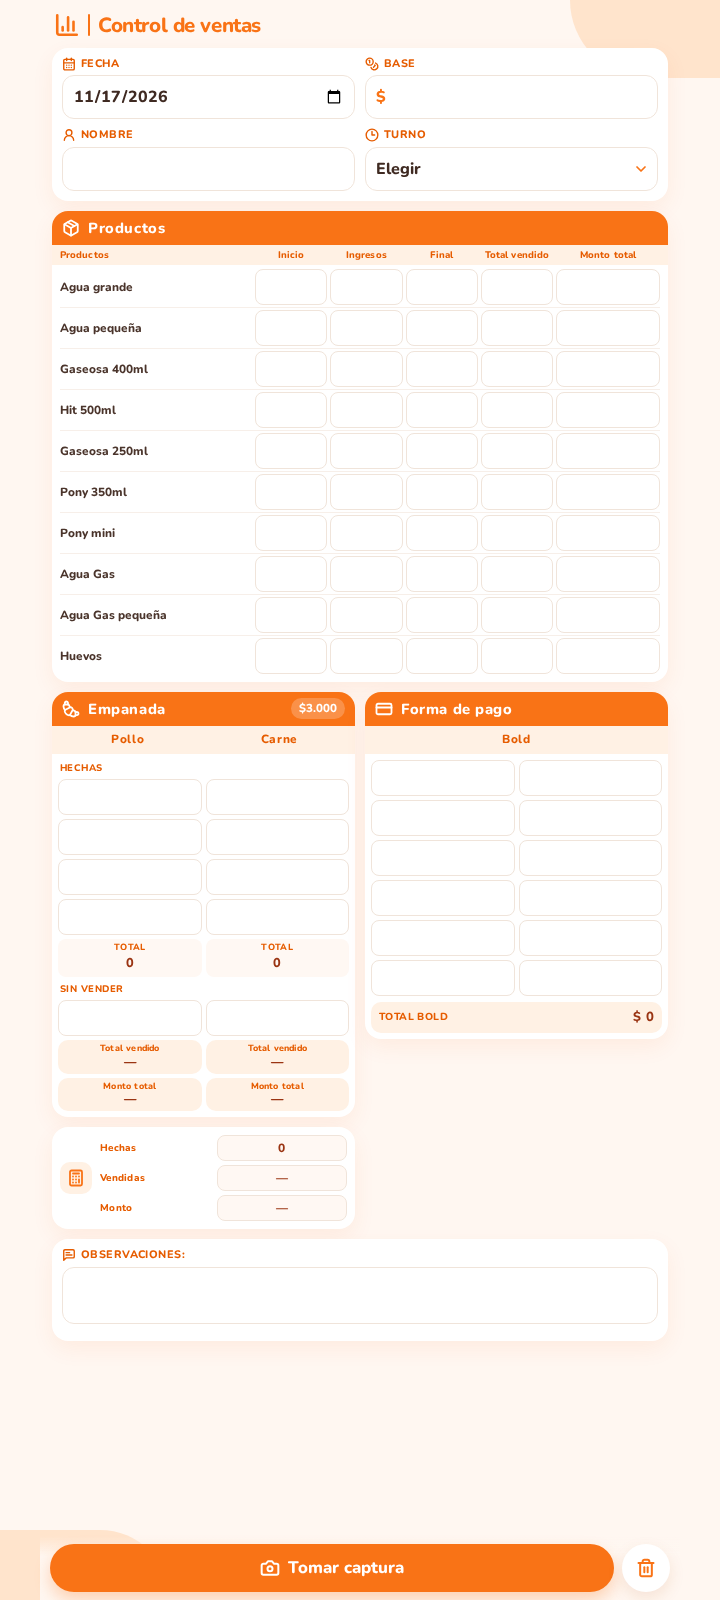 Control de ventas
FECHA
BASE
11/17/2026
$
NOMBRE
TURNO
Elegir
Productos
Productos Inicio Ingresos Final Total vendido Monto total
Agua grande
Agua pequeña
Gaseosa 400ml
Hit 500ml
Gaseosa 250ml
Pony 350ml
Pony mini
Agua Gas
Agua Gas pequeña
Huevos
Empanada $3.000
Pollo Carne
HECHAS
TOTAL TOTAL
0 0
SIN VENDER
Total vendido Total vendido
— —
Monto total Monto total
— —
Forma de pago
Bold
TOTAL BOLD $ 0
Hechas 0
Vendidas —
Monto —
OBSERVACIONES:
Tomar captura